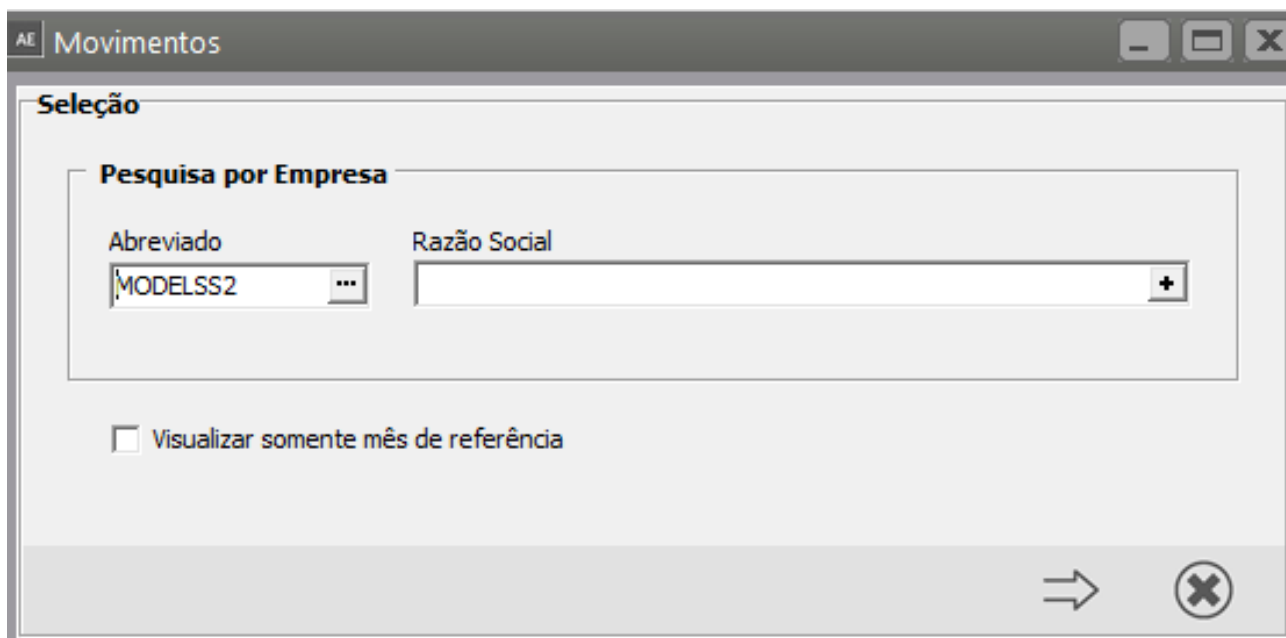 AE Movimentos
Seleção
Pesquisa por Empresa
Abreviado Razão Social
MODELSS2
Visualizar somente mês de referência